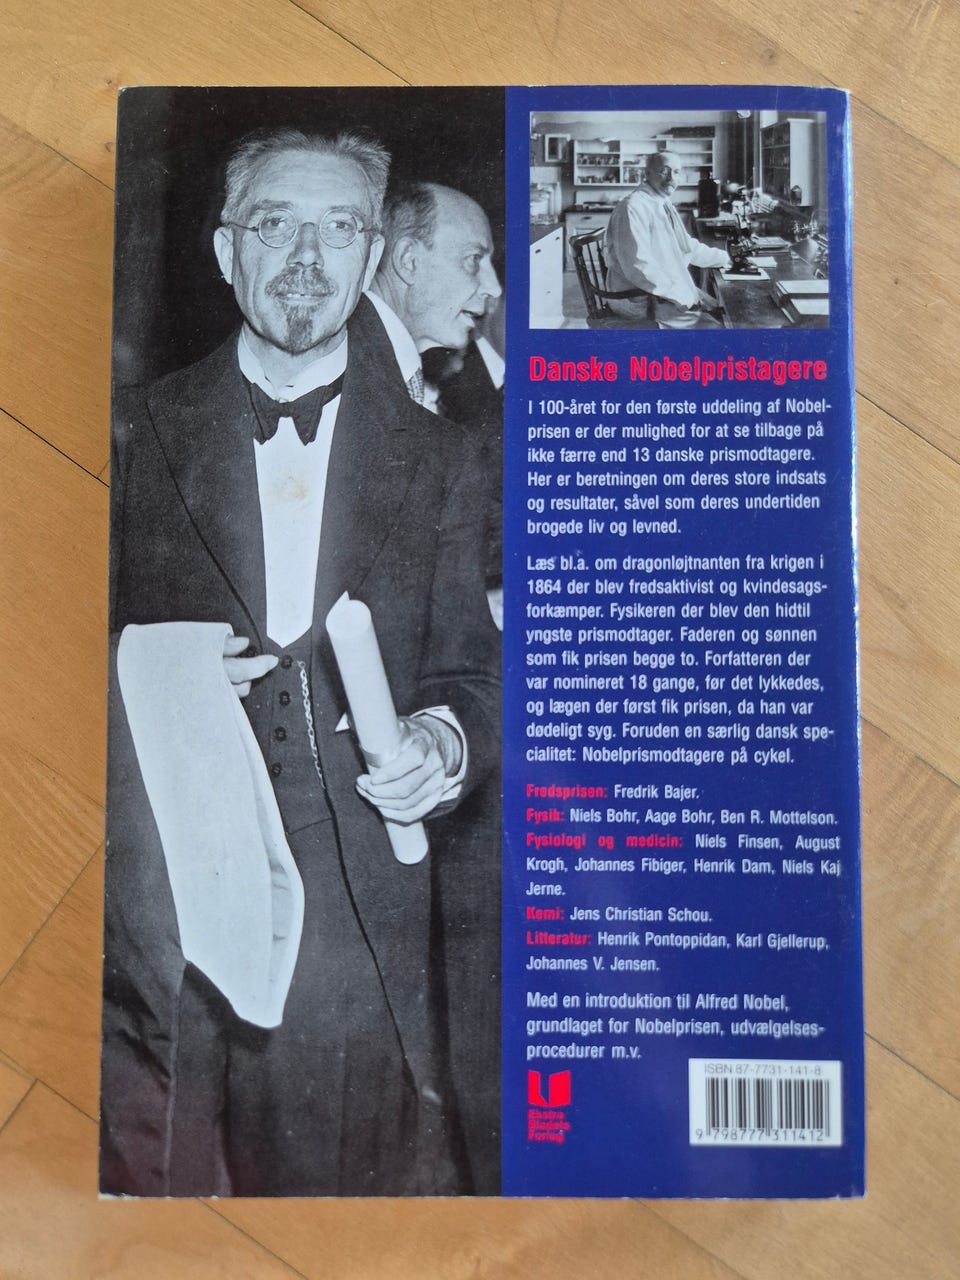 Danske Nobelpristagere
I 100-året for den første uddeling af Nobel-
prisen er der mulighed for at se tilbage på
ikke færre end 13 danske prismodtagere.
Her er beretningen om deres store indsats
og resultater, såvel som deres undertiden
brogede liv og levned.
Læs bl.a. om dragonløjtnanten fra krigen i
1864 der blev fredsaktivist og kvindesags-
forkæmper. Fysikeren der blev den hidtil
yngste prismodtager. Faderen og sønnen
som fik prisen begge to. Forfatteren der
var nomineret 18 gange, før det lykkedes,
og lægen der først fik prisen, da han var
dødeligt syg. Foruden en særlig dansk spe-
cialitet: Nobelprismodtagere på cykel.
Fredsprisen: Fredrik Bajer.
Fysik: Niels Bohr, Aage Bohr, Ben R. Mottelson.
Fysiologi og medicin: Niels Finsen, August
Krogh, Johannes Fibiger, Henrik Dam, Niels Kaj
Jerne.
Kemi: Jens Christian Schou.
Litteratur: Henrik Pontoppidan, Karl Gjellerup,
Johannes V. Jensen.
Med en introduktion til Alfred Nobel,
grundlaget for Nobelprisen, udvælgelses-
procedurer m.v.
Ekstra
Bladets
Forlag
ISBN 87-7731-141-8
9 788777 311412